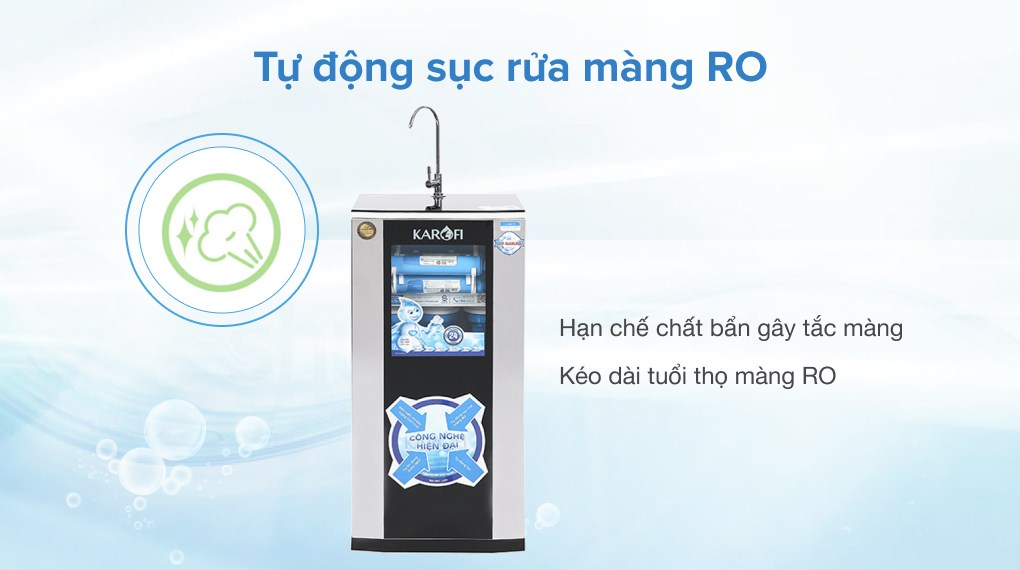 Tự động sục rửa màng RO
KAROFI
Hạn chế chất bẩn gây tắc màng
Kéo dài tuổi thọ màng RO
CÔNG NGHỆ
HIỆN ĐẠI